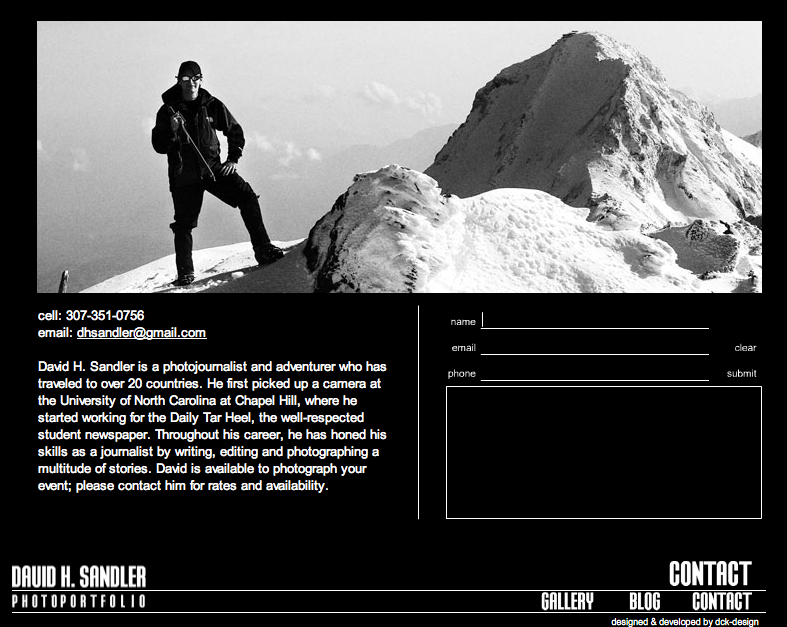 cell: 307-351-0756
email: dhsandler@gmail.com
David H. Sandler is a photojournalist and adventurer who has
traveled to over 20 countries. He first picked up a camera at
the University of North Carolina at Chapel Hill, where he
started working for the Daily Tar Heel, the well-respected
student newspaper. Throughout his career, he has honed his
skills as a journalist by writing, editing and photographing a
multitude of stories. David is available to photograph your
event; please contact him for rates and availability.
name
email
clear
phone
submit
DAVID H. SANDLER
PHOTOPORTFOLIO
CONTACT
GALLERY BLOG CONTACT
designed & developed by dck-design